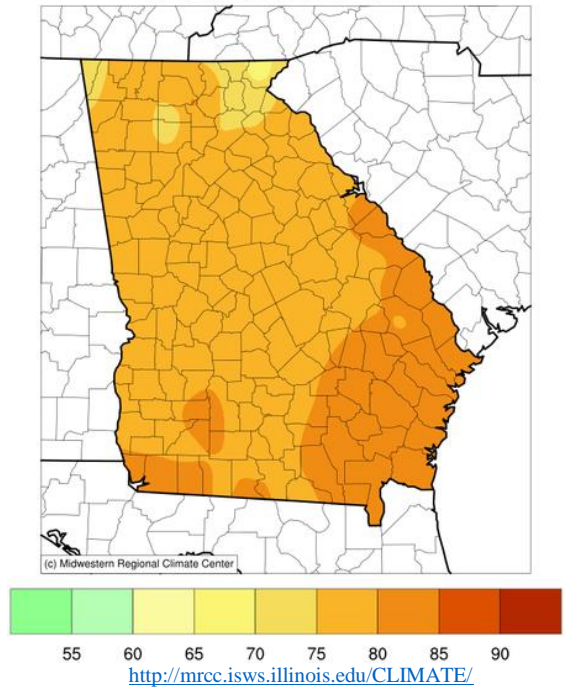 (c) Midwestern Regional Climate Center
55 60 65 70 75 80 85 90
http://mrcc.isws.illinois.edu/CLIMATE/